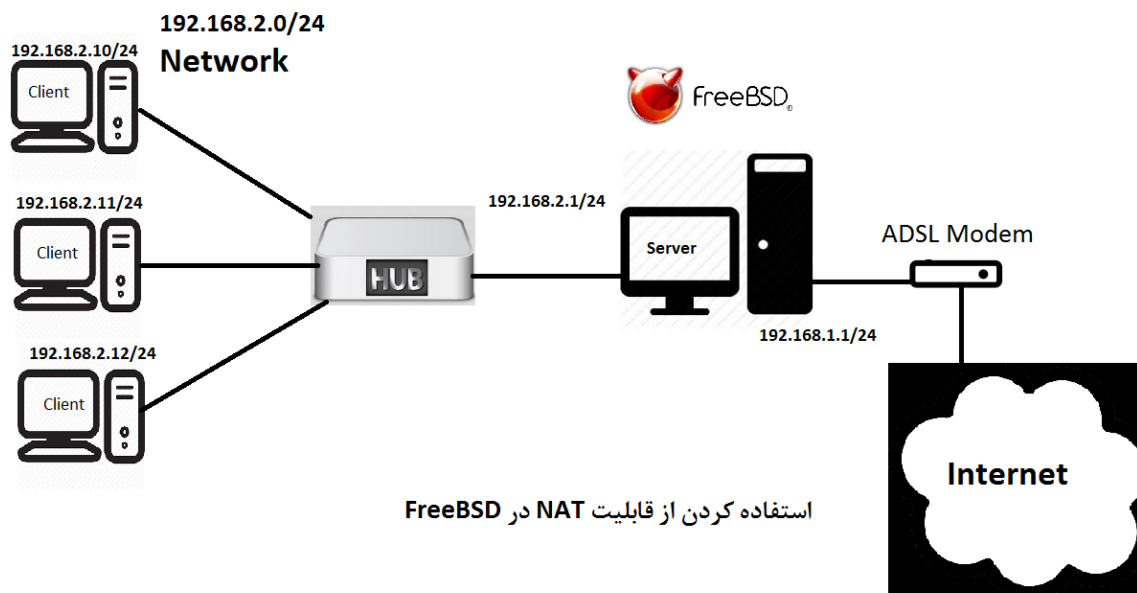 192.168.2.0/24
Network
192.168.2.10/24
Client
192.168.2.11/24
Client
192.168.2.12/24
Client
HUB
192.168.2.1/24
FreeBSD®
Server
192.168.1.1/24
ADSL Modem
Internet
استفاده کردن از قابلیت NAT در FreeBSD